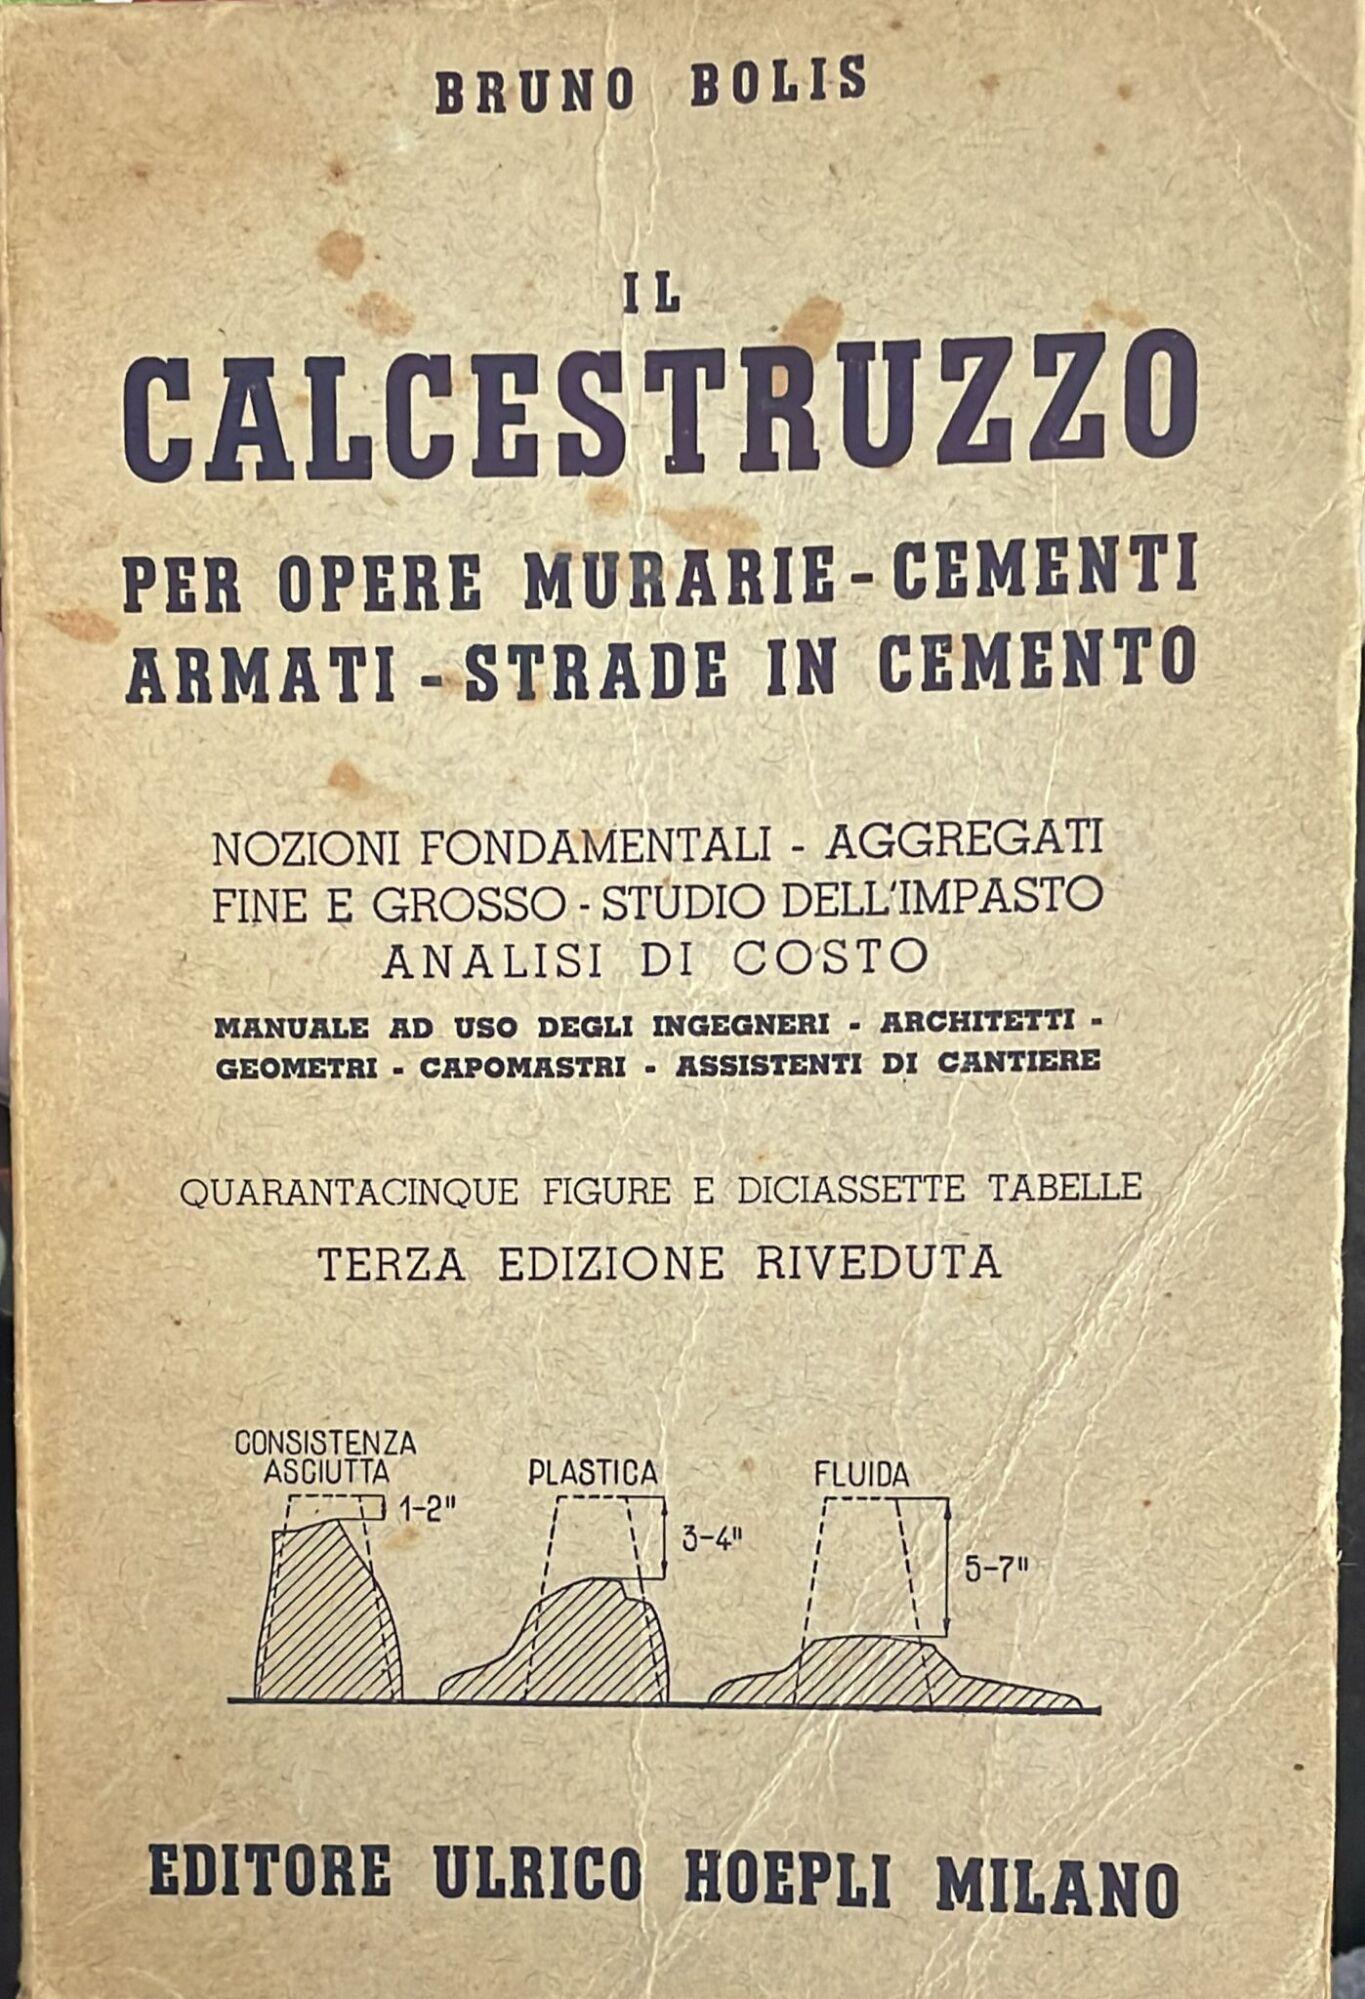 BRUNO BOLIS
IL
CALCESTRUZZO
PER OPERE MURARIE - CEMENTI
ARMATI - STRADE IN CEMENTO
NOZIONI FONDAMENTALI - AGGREGATI
FINE E GROSSO - STUDIO DELL'IMPASTO
ANALISI DI COSTO
MANUALE AD USO DEGLI INGEGNERI - ARCHITETTI -
GEOMETRI - CAPOMASTRI - ASSISTENTI DI CANTIERE
QUARANTACINQUE FIGURE E DICIASSETTE TABELLE
TERZA EDIZIONE RIVEDUTA
CONSISTENZA
ASCIUTTA
1-2"
PLASTICA
3-4"
FLUIDA
5-7"
EDITORE ULRICO HOEPLI MILANO